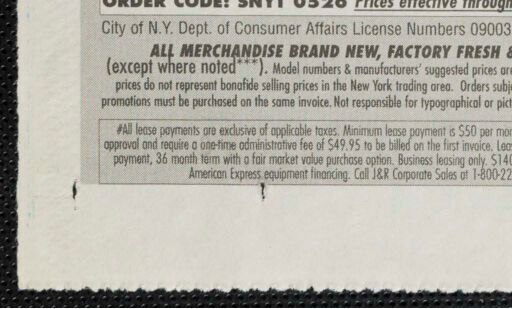 ORDER CODE: SNYT 0526 Prices effective through
City of N.Y. Dept. of Consumer Affairs License Numbers 09003
ALL MERCHANDISE BRAND NEW, FACTORY FRESH &
(except where noted***). Model numbers & manufacturers' suggested prices are
prices do not represent bonafide selling prices in the New York trading area. Orders subj
promotions must be purchased on the same invoice. Not responsible for typographical or pict
#All lease payments are exclusive of applicable taxes. Minimum lease payment is $50 per mon
approval and require a one-time administrative fee of $49.95 to be billed on the first invoice. Leas
payment, 36 month term with a fair market value purchase option. Business leasing only. $140
American Express equipment financing. Call J&R Corporate Sales at 1-800-22